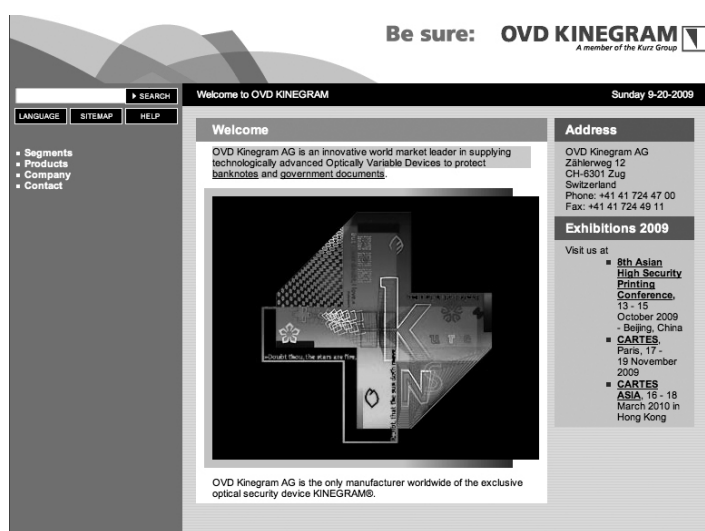 Be sure:
OVD KINEGRAM
A member of the Kurz Group
SEARCH
Welcome to OVD KINEGRAM
Sunday 9-20-2009
LANGUAGE
SITEMAP
HELP
Segments
Products
Company
Contact
Welcome
OVD Kinegram AG is an innovative world market leader in supplying
technologically advanced Optically Variable Devices to protect
banknotes and government documents.
Doubt thou, the stars are fire,
Doubt that the sun doth move
k
N
OVD Kinegram AG is the only manufacturer worldwide of the exclusive
optical security device KINEGRAM®.
Address
OVD Kinegram AG
Zählerweg 12
CH-6301 Zug
Switzerland
Phone: +41 41 724 47 00
Fax: +41 41 724 49 11
Exhibitions 2009
Visit us at
8th Asian
High Security
Printing
Conference,
13 - 15
October 2009
- Beijing, China
CARTES,
Paris, 17 -
19 November
2009
CARTES
ASIA, 16 - 18
March 2010 in
Hong Kong